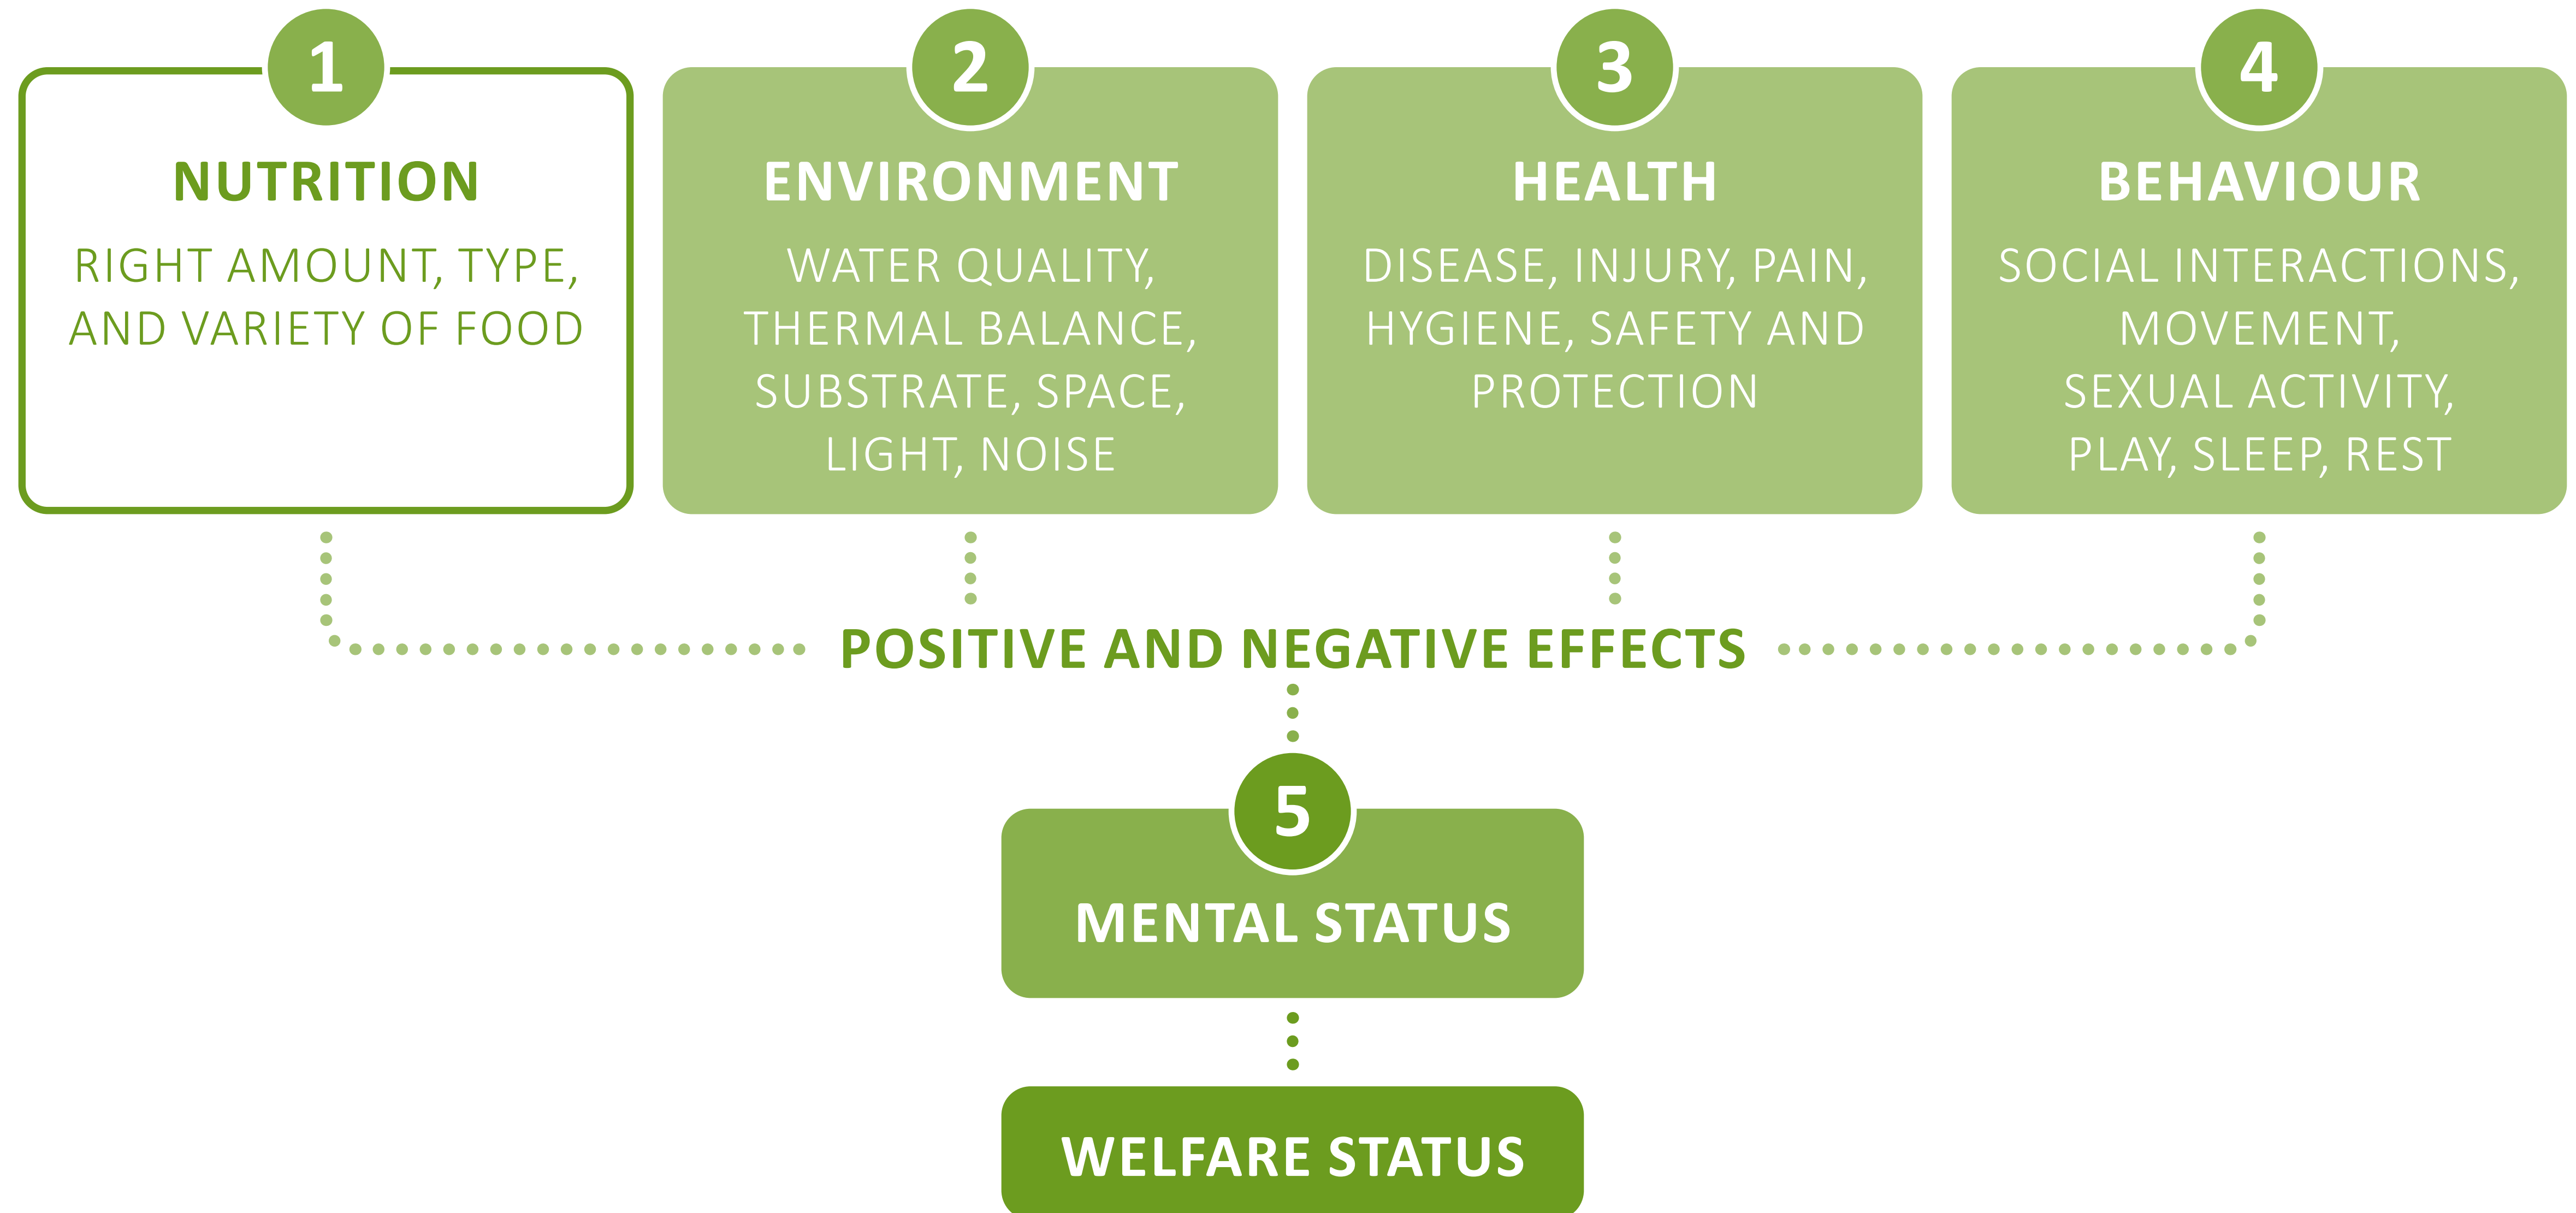 1
NUTRITION
RIGHT AMOUNT, TYPE,
AND VARIETY OF FOOD
2
ENVIRONMENT
WATER QUALITY,
THERMAL BALANCE,
SUBSTRATE, SPACE,
LIGHT, NOISE
3
HEALTH
DISEASE, INJURY, PAIN,
HYGIENE, SAFETY AND
PROTECTION
4
BEHAVIOUR
SOCIAL INTERACTIONS,
MOVEMENT,
SEXUAL ACTIVITY,
PLAY, SLEEP, REST
POSITIVE AND NEGATIVE EFFECTS
5
MENTAL STATUS
WELFARE STATUS